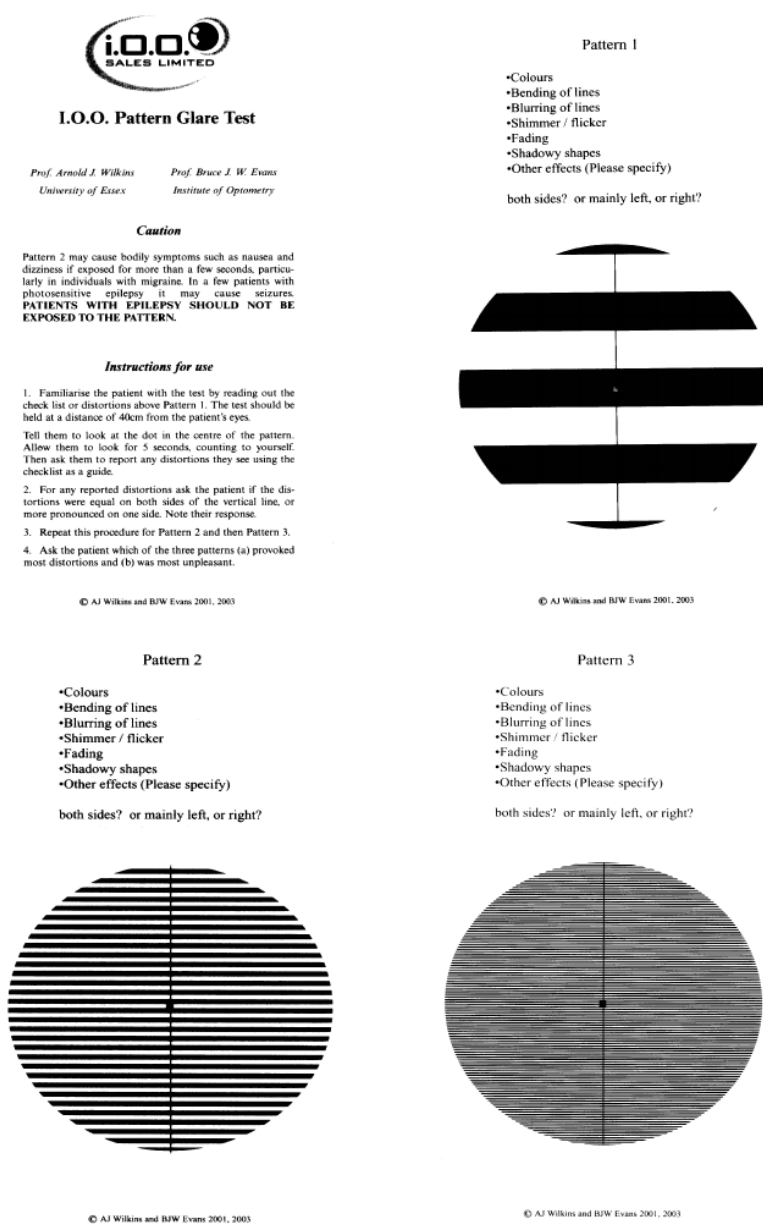 i.O.O.
SALES LIMITED
I.O.O. Pattern Glare Test
Prof. Arnold J. Wilkins Prof. Bruce J. W. Evans
University of Essex Institute of Optometry
Caution
Pattern 2 may cause bodily symptoms such as nausea and
dizziness if exposed for more than a few seconds, particu-
larly in individuals with migraine. In a few patients with
photosensitive epilepsy it may cause seizures.
PATIENTS WITH EPILEPSY SHOULD NOT BE
EXPOSED TO THE PATTERN.
Instructions for use
1. Familiarise the patient with the test by reading out the
check list or distortions above Pattern 1. The test should be
held at a distance of 40cm from the patient's eyes.
Tell them to look at the dot in the centre of the pattern.
Allow them to look for 5 seconds, counting to yourself.
Then ask them to report any distortions they see using the
checklist as a guide.
2. For any reported distortions ask the patient if the dis-
tortions were equal on both sides of the vertical line, or
more pronounced on one side. Note their response.
3. Repeat this procedure for Pattern 2 and then Pattern 3.
4. Ask the patient which of the three patterns (a) provoked
most distortions and (b) was most unpleasant.
© AJ Wilkins and BJW Evans 2001, 2003
Pattern 1
•Colours
•Bending of lines
•Blurring of lines
•Shimmer / flicker
•Fading
•Shadowy shapes
•Other effects (Please specify)
both sides? or mainly left, or right?
© AJ Wilkins and BJW Evans 2001, 2003
Pattern 2
•Colours
•Bending of lines
•Blurring of lines
•Shimmer / flicker
•Fading
•Shadowy shapes
•Other effects (Please specify)
both sides? or mainly left, or right?
© AJ Wilkins and BJW Evans 2001, 2003
Pattern 3
•Colours
•Bending of lines
•Blurring of lines
•Shimmer / flicker
•Fading
•Shadowy shapes
•Other effects (Please specify)
both sides? or mainly left, or right?
© AJ Wilkins and BJW Evans 2001, 2003